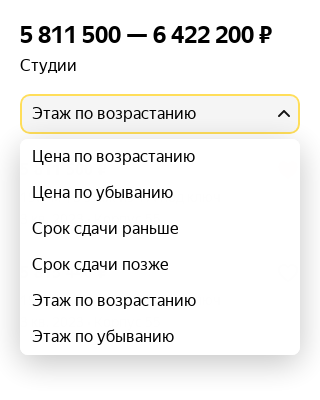 5 811 500 — 6 422 200 ₽
Студии
Этаж по возрастанию
Цена по возрастанию
Цена по убыванию
Срок сдачи раньше
Срок сдачи позже
Этаж по возрастанию
Этаж по убыванию